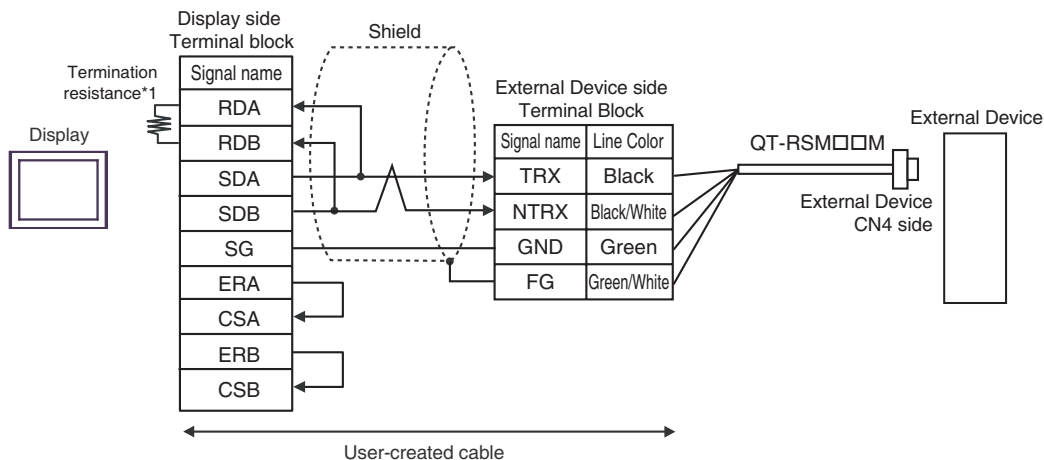 Display side
Terminal block
Shield
Termination
resistance*1
Display
Signal name
RDA
RDB
SDA
SDB
SG
ERA
CSA
ERB
CSB
External Device side
Terminal Block
Signal name Line Color
TRX Black
NTRX Black/White
GND Green
FG Green/White
QT-RSM□□M
External Device
CN4 side
External Device
User-created cable